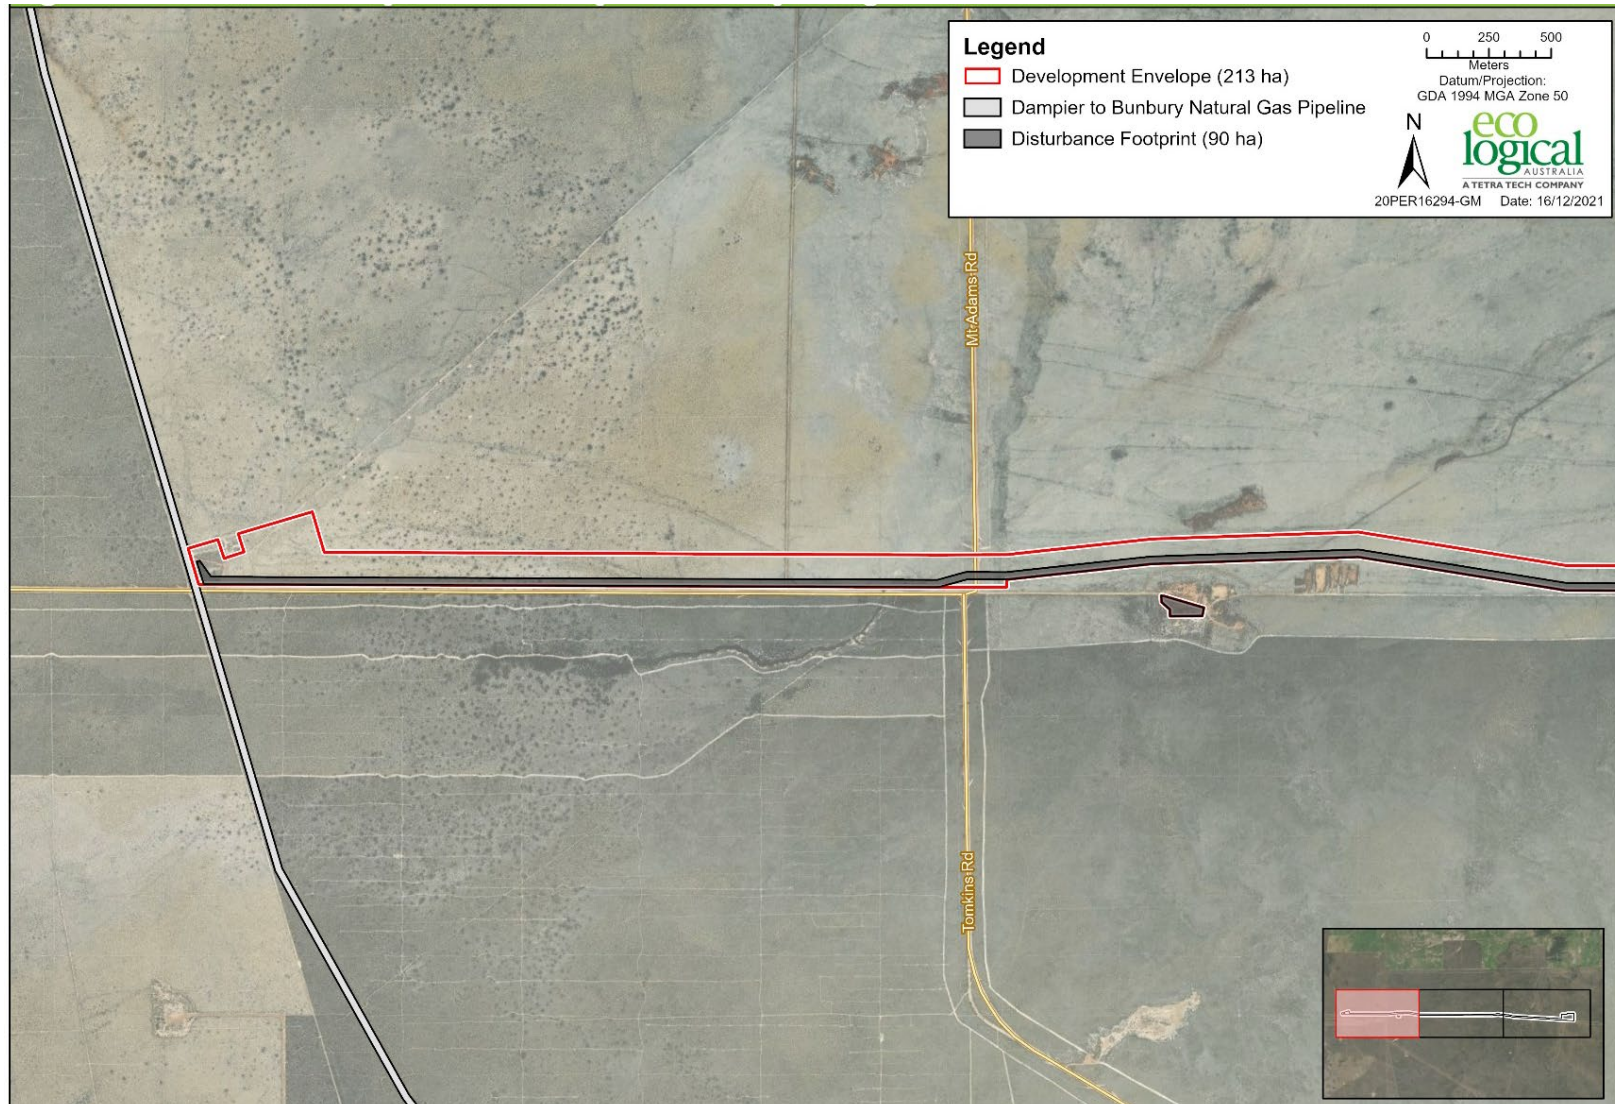 Legend
Development Envelope (213 ha)
Dampier to Bunbury Natural Gas Pipeline
Disturbance Footprint (90 ha)
0 250 500
Meters
Datum/Projection:
GDA 1994 MGA Zone 50
N
eco
logical
AUSTRALIA
A TETRA TECH COMPANY
20PER16294-GM Date: 16/12/2021
Mt Adams Rd
Tomkins Rd